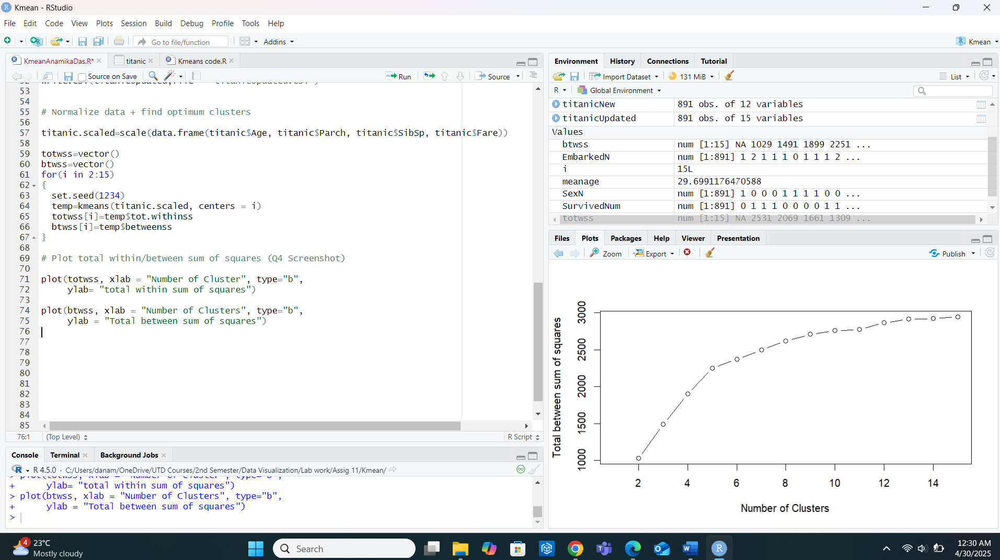 Kmean - RStudio
File Edit Code View Plots Session Build Debug Profile Tools Help
Go to file/function
Addins
Kmean
KmeanAnamikaDas.R*
titanic
Kmeans code.R
Source on Save
Run
Source
53
54
55 # Normalize data + find optimum clusters
56
57 titanic.scaled=scale(data.frame(titanic$Age, titanic$Parch, titanic$SibSp, titanic$Fare))
58
59 totwss=vector()
60 btwss=vector()
61 for(i in 2:15)
62 {
63 set.seed(1234)
64 temp=kmeans(titanic.scaled, centers = i)
65 totwss[i]=temp$tot.withinss
66 btwss[i]=temp$betweenss
67 }
68
69 # Plot total within/between sum of squares (Q4 Screenshot)
70
71 plot(totwss, xlab = "Number of Cluster", type="b",
72 ylab= "total within sum of squares")
73
74 plot(btwss, xlab = "Number of Clusters", type="b",
75 ylab = "Total between sum of squares")
76
77
78
79
80
81
82
83
84
85
76:1 (Top Level) R Script
Console Terminal Background Jobs
R 4.5.0 · C:/Users/danam/OneDrive/UTD Courses/2nd Semester/Data Visualization/Lab work/Assig 11/Kmean/
> plot(totwss, xlab = "Number of Cluster", type="b",
+ ylab= "total within sum of squares")
> plot(btwss, xlab = "Number of Clusters", type="b",
+ ylab = "Total between sum of squares")
>
Environment History Connections Tutorial
Import Dataset 131 MiB List
R Global Environment
titanicNew 891 obs. of 12 variables
titanicUpdated 891 obs. of 15 variables
Values
btwss num [1:15] NA 1029 1491 1899 2251 ...
EmbarkedN num [1:891] 1 2 1 1 1 0 1 1 1 2 ...
i 15L
meanage 29.6991176470588
SexN num [1:891] 1 0 0 0 1 1 1 1 0 0 ...
SurvivedNum num [1:891] 0 1 1 1 0 0 0 0 1 1 ...
totwss num [1:15] NA 2531 2069 1661 1309 ...
Files Plots Packages Help Viewer Presentation
Zoom Export Publish
Total between sum of squares
3000
2500
2000
1500
1000
2 4 6 8 10 12 14
Number of Clusters
4
23°C
Mostly cloudy
Search
12:30 AM
4/30/2025